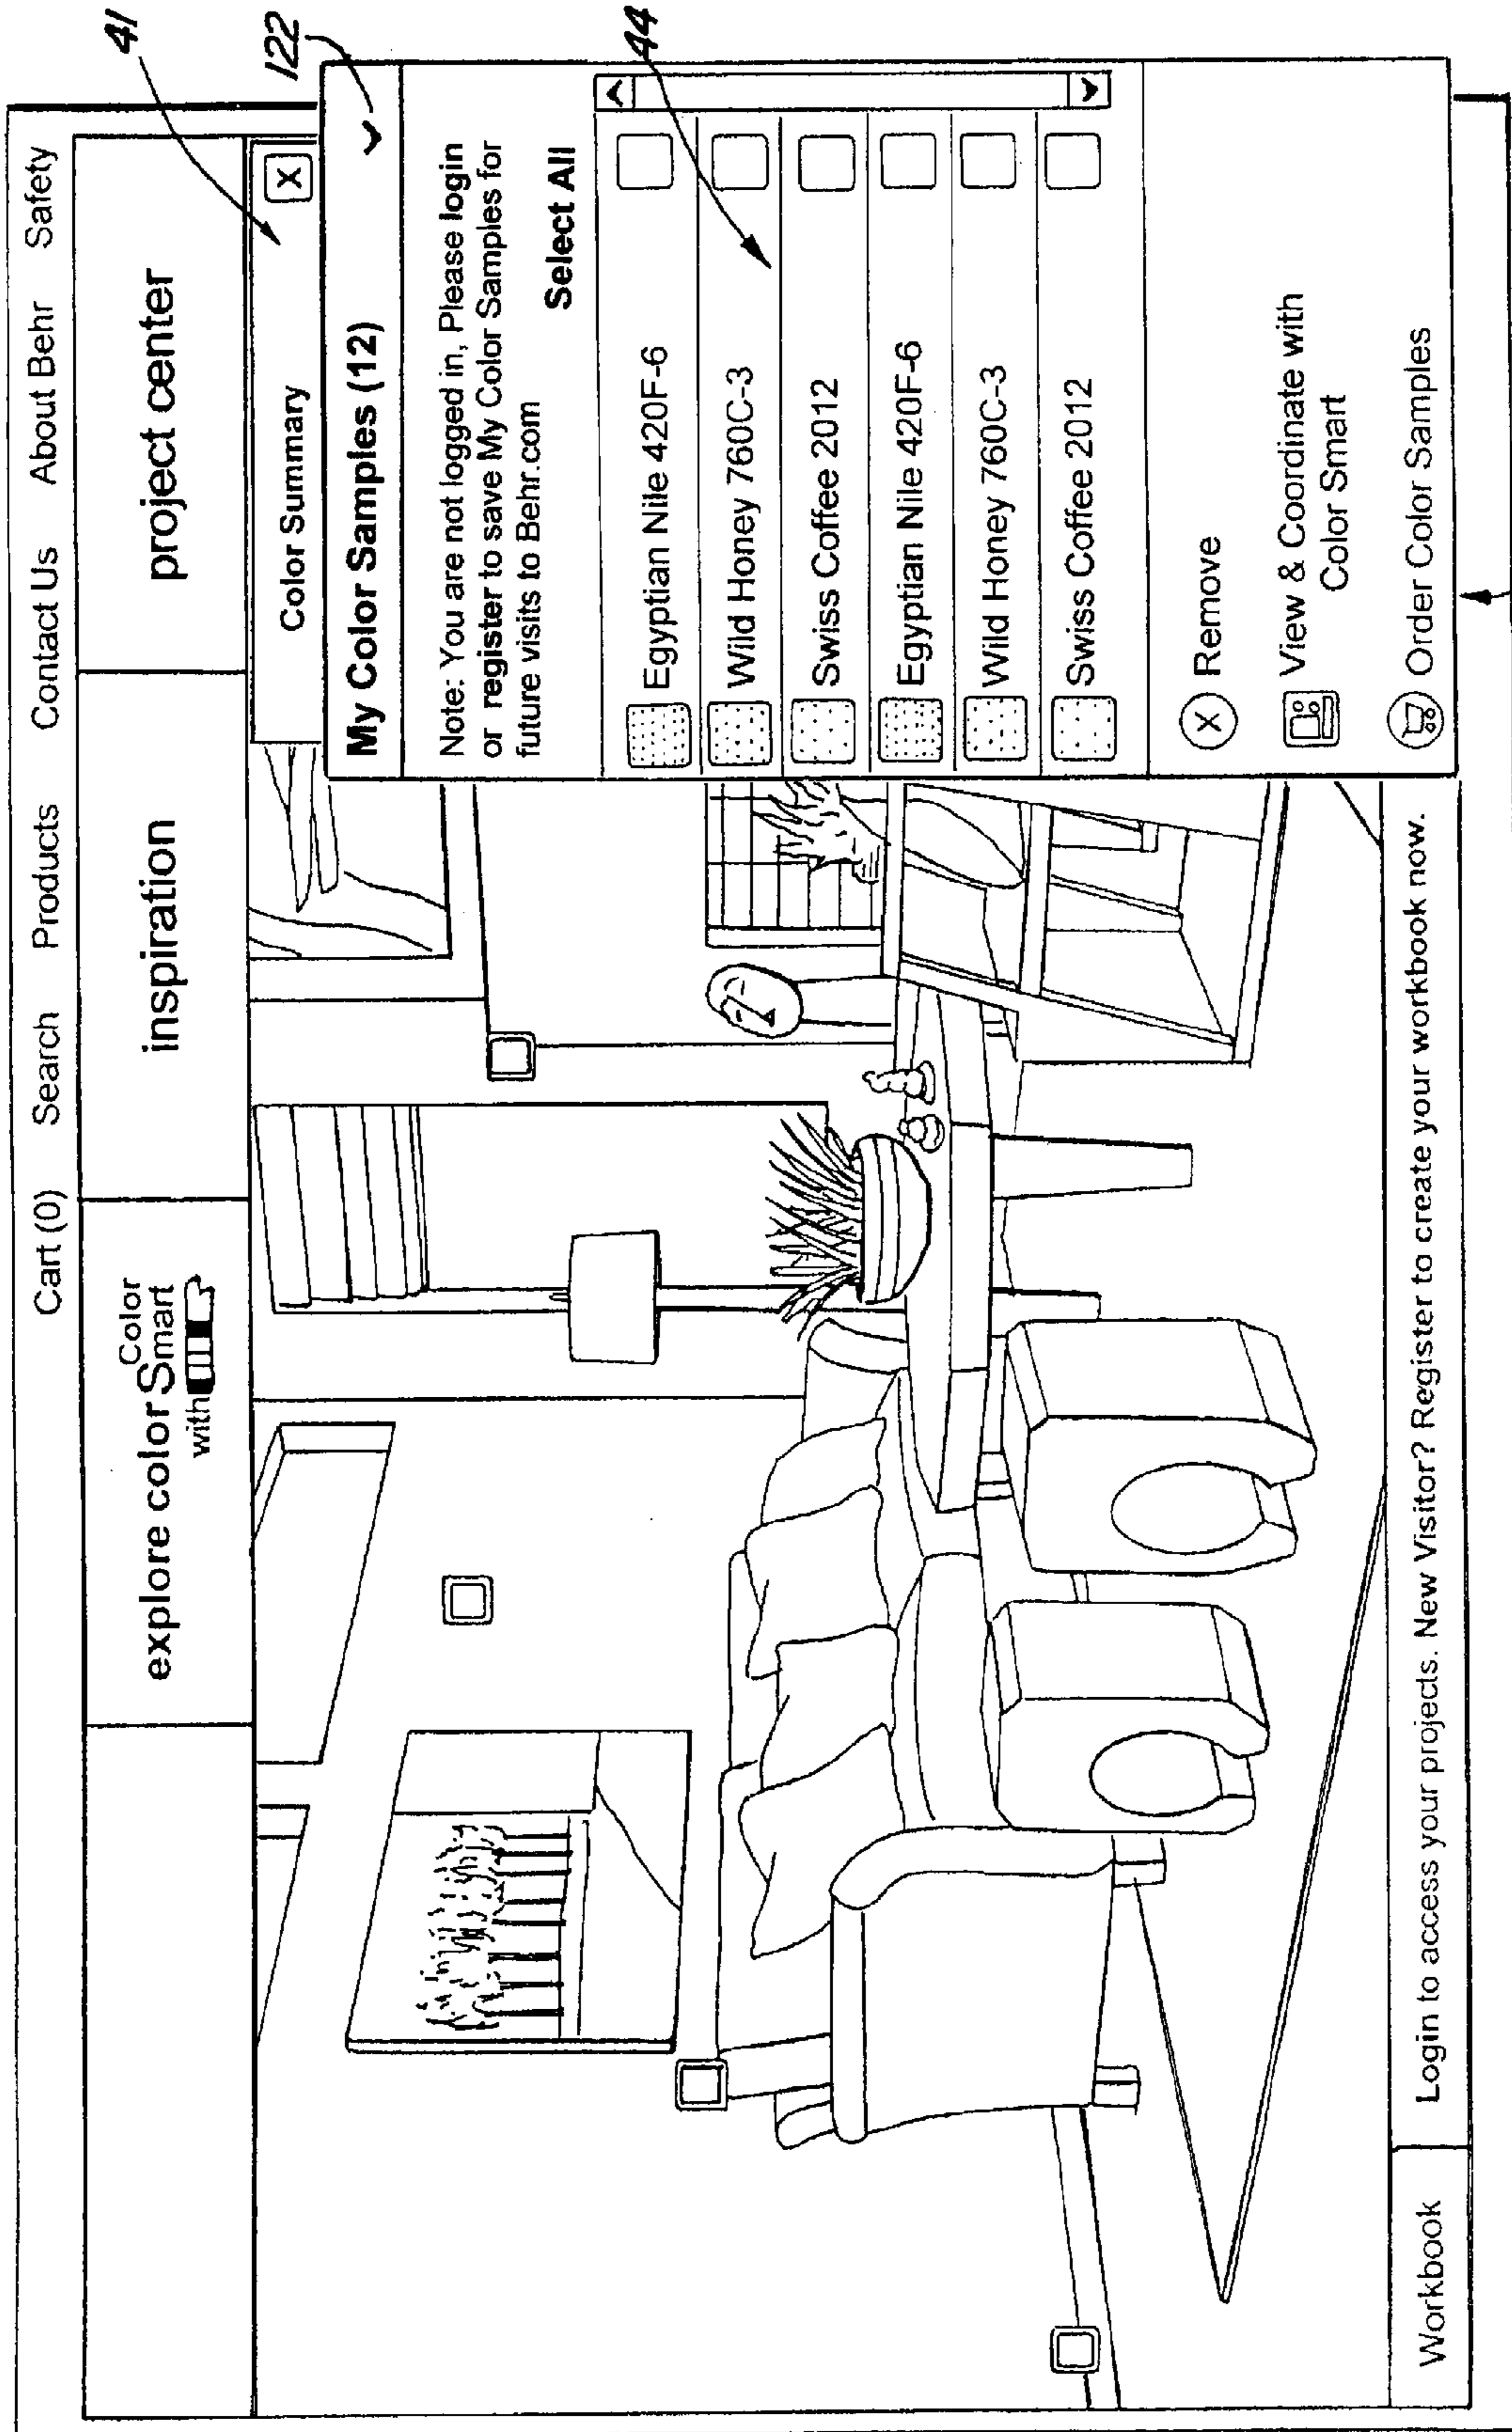 Cart (0) Search Products Contact Us About Behr Safety
explore color
with Color Smart
inspiration
project center
41
Color Summary X
122
My Color Samples (12)
Note: You are not logged in, Please login
or register to save My Color Samples for
future visits to Behr.com
Select All
44
Egyptian Nile 420F-6
Wild Honey 760C-3
Swiss Coffee 2012
Egyptian Nile 420F-6
Wild Honey 760C-3
Swiss Coffee 2012
X Remove
View & Coordinate with
Color Smart
Order Color Samples
Workbook Login to access your projects. New Visitor? Register to create your workbook now.